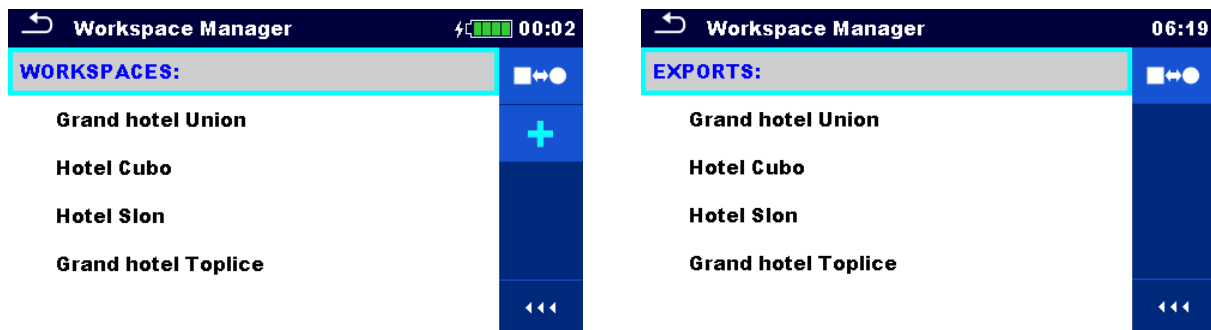 Workspace Manager 00:02
WORKSPACES:
Grand hotel Union
Hotel Cubo
Hotel Slon
Grand hotel Toplice
Workspace Manager 06:19
EXPORTS:
Grand hotel Union
Hotel Cubo
Hotel Slon
Grand hotel Toplice